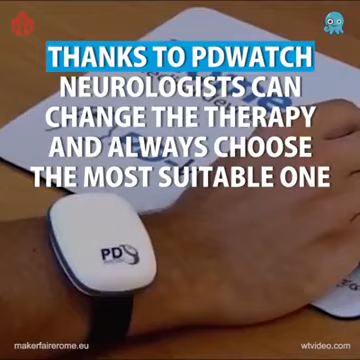 THANKS TO PDWATCH
NEUROLOGISTS CAN
CHANGE THE THERAPY
AND ALWAYS CHOOSE
THE MOST SUITABLE ONE
PD
makerfairerome.eu
wtvideo.com